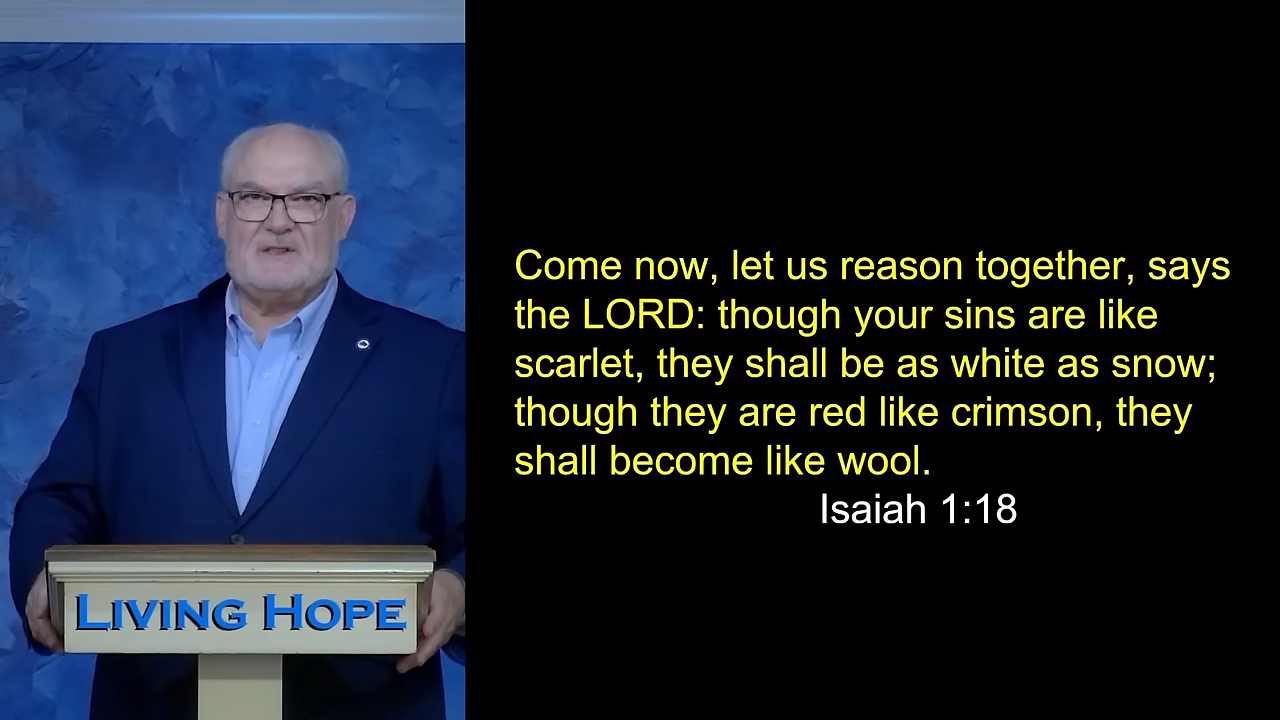 Come now, let us reason together, says
the LORD: though your sins are like
scarlet, they shall be as white as snow;
though they are red like crimson, they
shall become like wool.
Isaiah 1:18
LIVING HOPE